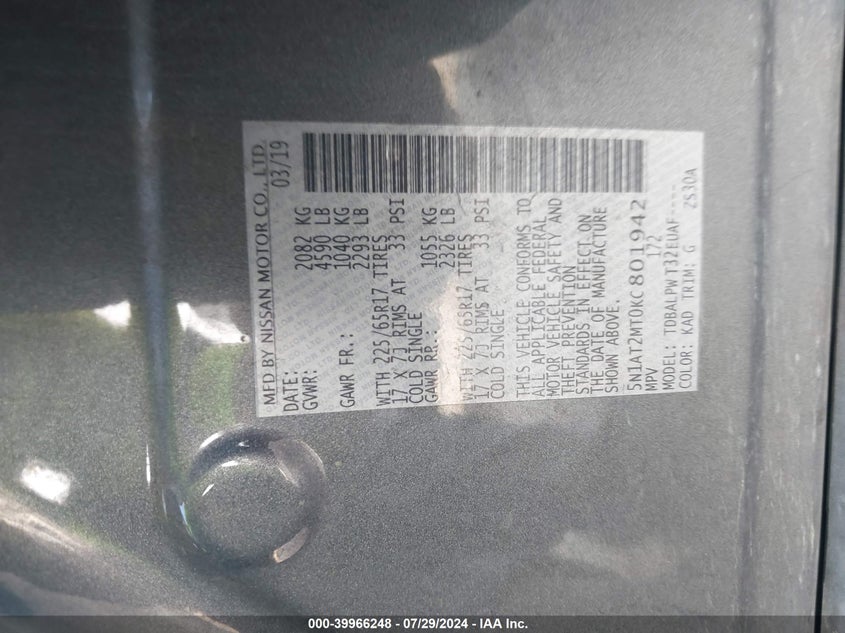 MFD BY NISSAN MOTOR CO., LTD.
DATE: 03/19
GVWR: 2082 KG
4590 LB
GAWR FR.: 1040 KG
2293 LB
WITH 225/65R17 TIRES
17 X 7J RIMS AT 33 PSI
COLD SINGLE
GAWR RR.: 1055 KG
2326 LB
WITH 225/65R17 TIRES
17 X 7J RIMS AT 33 PSI
COLD SINGLE
THIS VEHICLE CONFORMS TO
ALL APPLICABLE FEDERAL
MOTOR VEHICLE SAFETY AND
THEFT PREVENTION
STANDARDS IN EFFECT ON
THE DATE OF MANUFACTURE
SHOWN ABOVE.
5N1AT2MT0KC801942
MPV 172
MODEL: TDBALPWT32EUAF-----
COLOR: KAD TRIM: G 2S30A
000-39966248 - 07/29/2024 - IAA Inc.